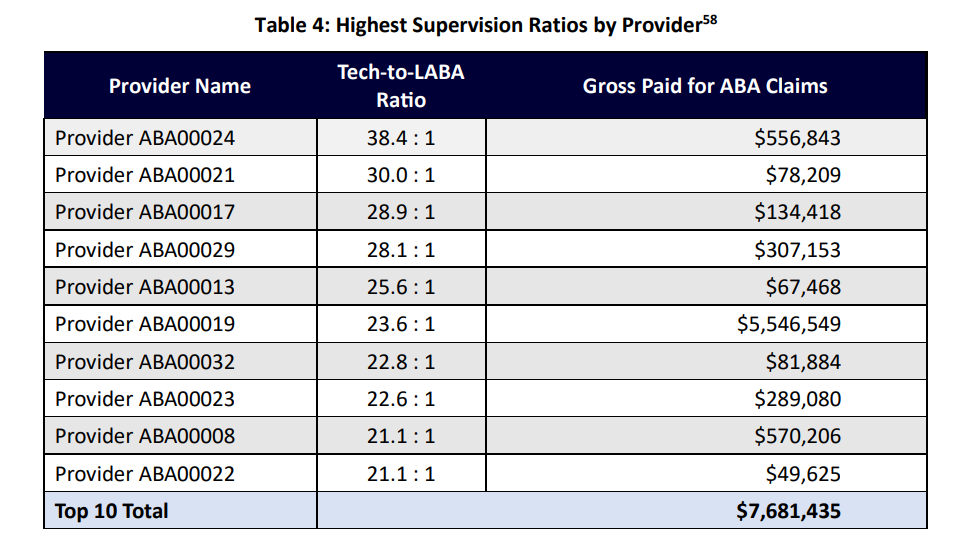 Table 4: Highest Supervision Ratios by Provider58
Provider Name Tech-to-LABA Ratio Gross Paid for ABA Claims
Provider ABA00024 38.4 : 1 $556,843
Provider ABA00021 30.0 : 1 $78,209
Provider ABA00017 28.9 : 1 $134,418
Provider ABA00029 28.1 : 1 $307,153
Provider ABA00013 25.6 : 1 $67,468
Provider ABA00019 23.6 : 1 $5,546,549
Provider ABA00032 22.8 : 1 $81,884
Provider ABA00023 22.6 : 1 $289,080
Provider ABA00008 21.1 : 1 $570,206
Provider ABA00022 21.1 : 1 $49,625
Top 10 Total $7,681,435